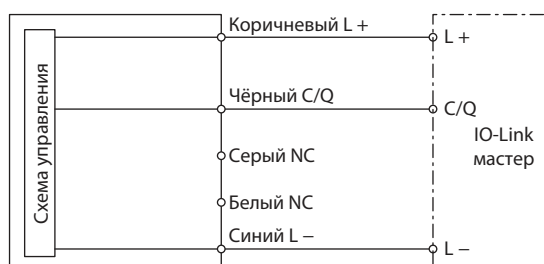 Коричневый L +
L +
Чёрный C/Q
C/Q
Схема управления
IO-Link
мастер
Серый NC
Белый NC
Синий L −
L −